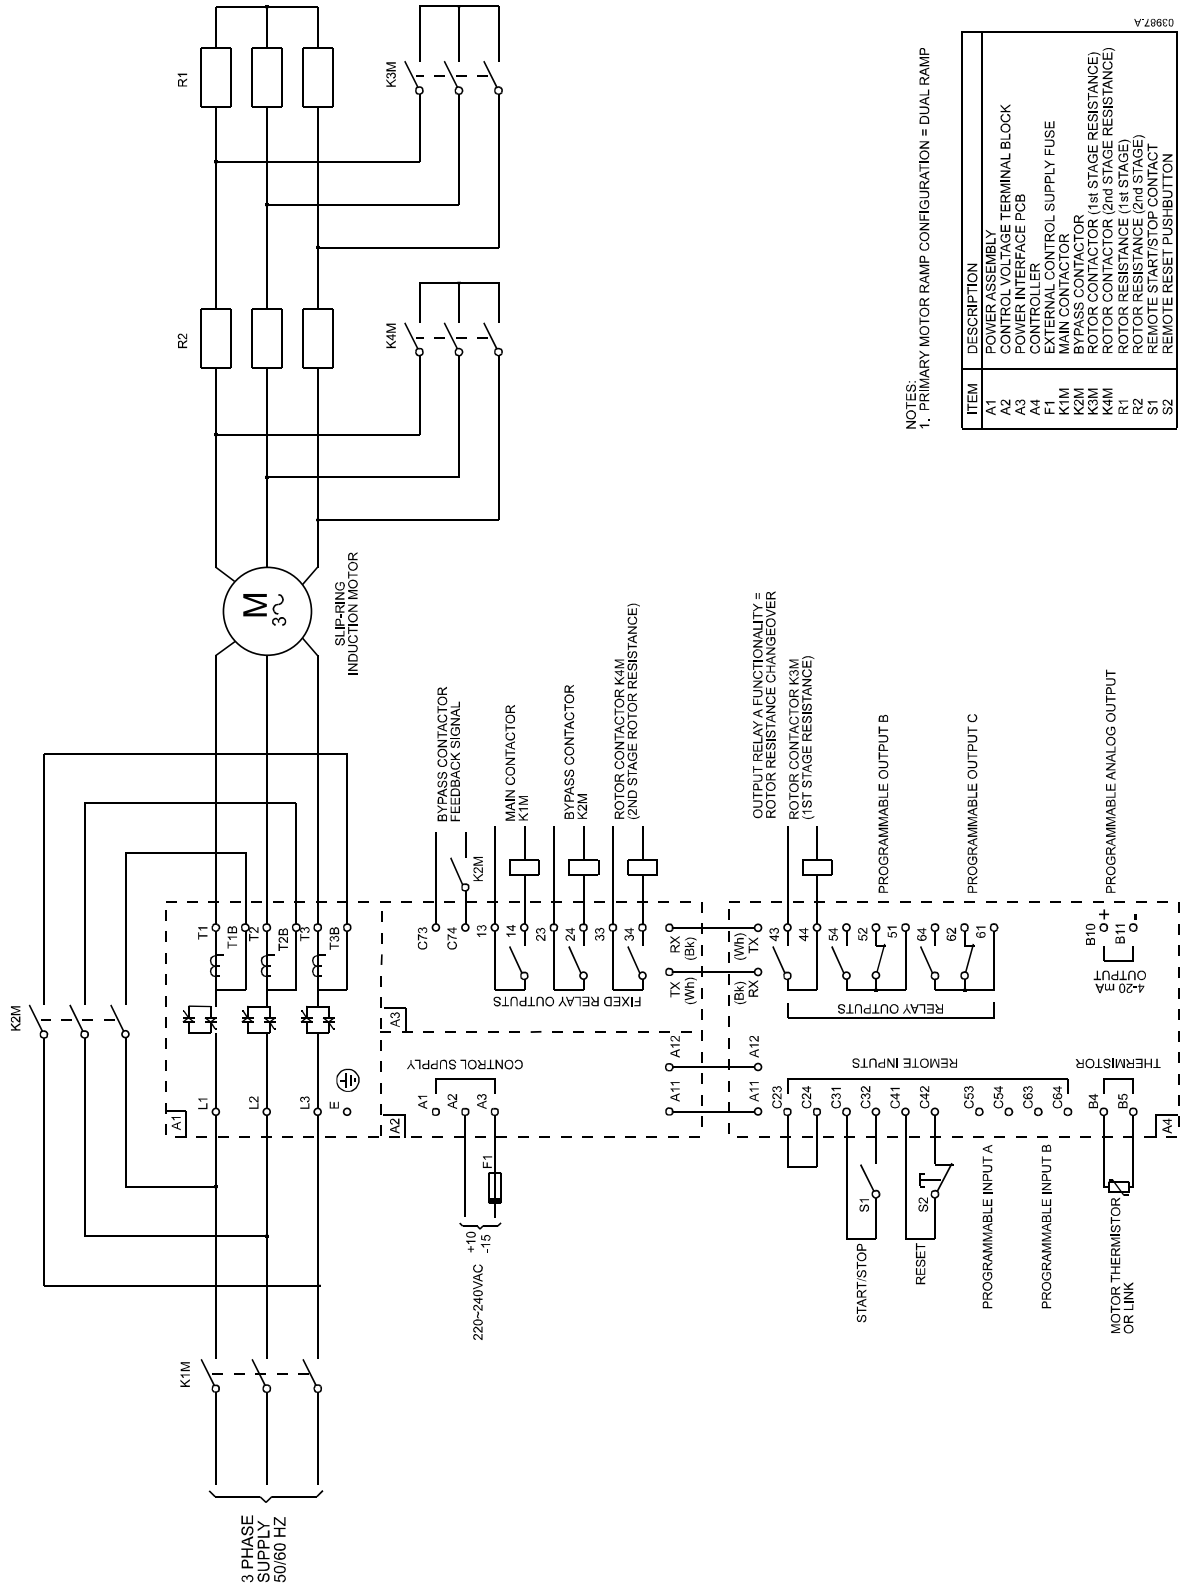 3 PHASE
SUPPLY
50/60 HZ
K1M
K2M
A1
L1
L2
L3
E
T1
T1B
T2
T2B
T3
T3B
M
3~
SLIP-RING
INDUCTION MOTOR
R2
R1
K4M
K3M
A2
A3
CONTROL SUPPLY
A1
A2
A3
F1
220~240VAC
+10
-15
A11
A12
FIXED RELAY OUTPUTS
C73
C74
13
14
23
24
33
34
K2M
BYPASS CONTACTOR
FEEDBACK SIGNAL
MAIN CONTACTOR
K1M
BYPASS CONTACTOR
K2M
ROTOR CONTACTOR K4M
(2ND STAGE ROTOR RESISTANCE)
TX
(Wh)
RX
(Bk)
(Bk)
RX
(Wh)
TX
A11
A12
A4
REMOTE INPUTS
C23
C24
C31
C32
C41
C42
C53
C54
C63
C64
THERMISTOR
B4
B5
S1
START/STOP
S2
RESET
PROGRAMMABLE INPUT A
PROGRAMMABLE INPUT B
MOTOR THERMISTOR
OR LINK
RELAY OUTPUTS
43
44
54
52
51
64
62
61
4-20 mA
OUTPUT
B10
+
B11
-
OUTPUT RELAY A FUNCTIONALITY =
ROTOR RESISTANCE CHANGEOVER
ROTOR CONTACTOR K3M
(1ST STAGE RESISTANCE)
PROGRAMMABLE OUTPUT B
PROGRAMMABLE OUTPUT C
PROGRAMMABLE ANALOG OUTPUT
NOTES:
1. PRIMARY MOTOR RAMP CONFIGURATION = DUAL RAMP
ITEM DESCRIPTION
A1 POWER ASSEMBLY
A2 CONTROL VOLTAGE TERMINAL BLOCK
A3 POWER INTERFACE PCB
A4 CONTROLLER
F1 EXTERNAL CONTROL SUPPLY FUSE
K1M MAIN CONTACTOR
K2M BYPASS CONTACTOR
K3M ROTOR CONTACTOR (1st STAGE RESISTANCE)
K4M ROTOR CONTACTOR (2nd STAGE RESISTANCE)
R1 ROTOR RESISTANCE (1st STAGE)
R2 ROTOR RESISTANCE (2nd STAGE)
S1 REMOTE START/STOP CONTACT
S2 REMOTE RESET PUSHBUTTON
03987.A